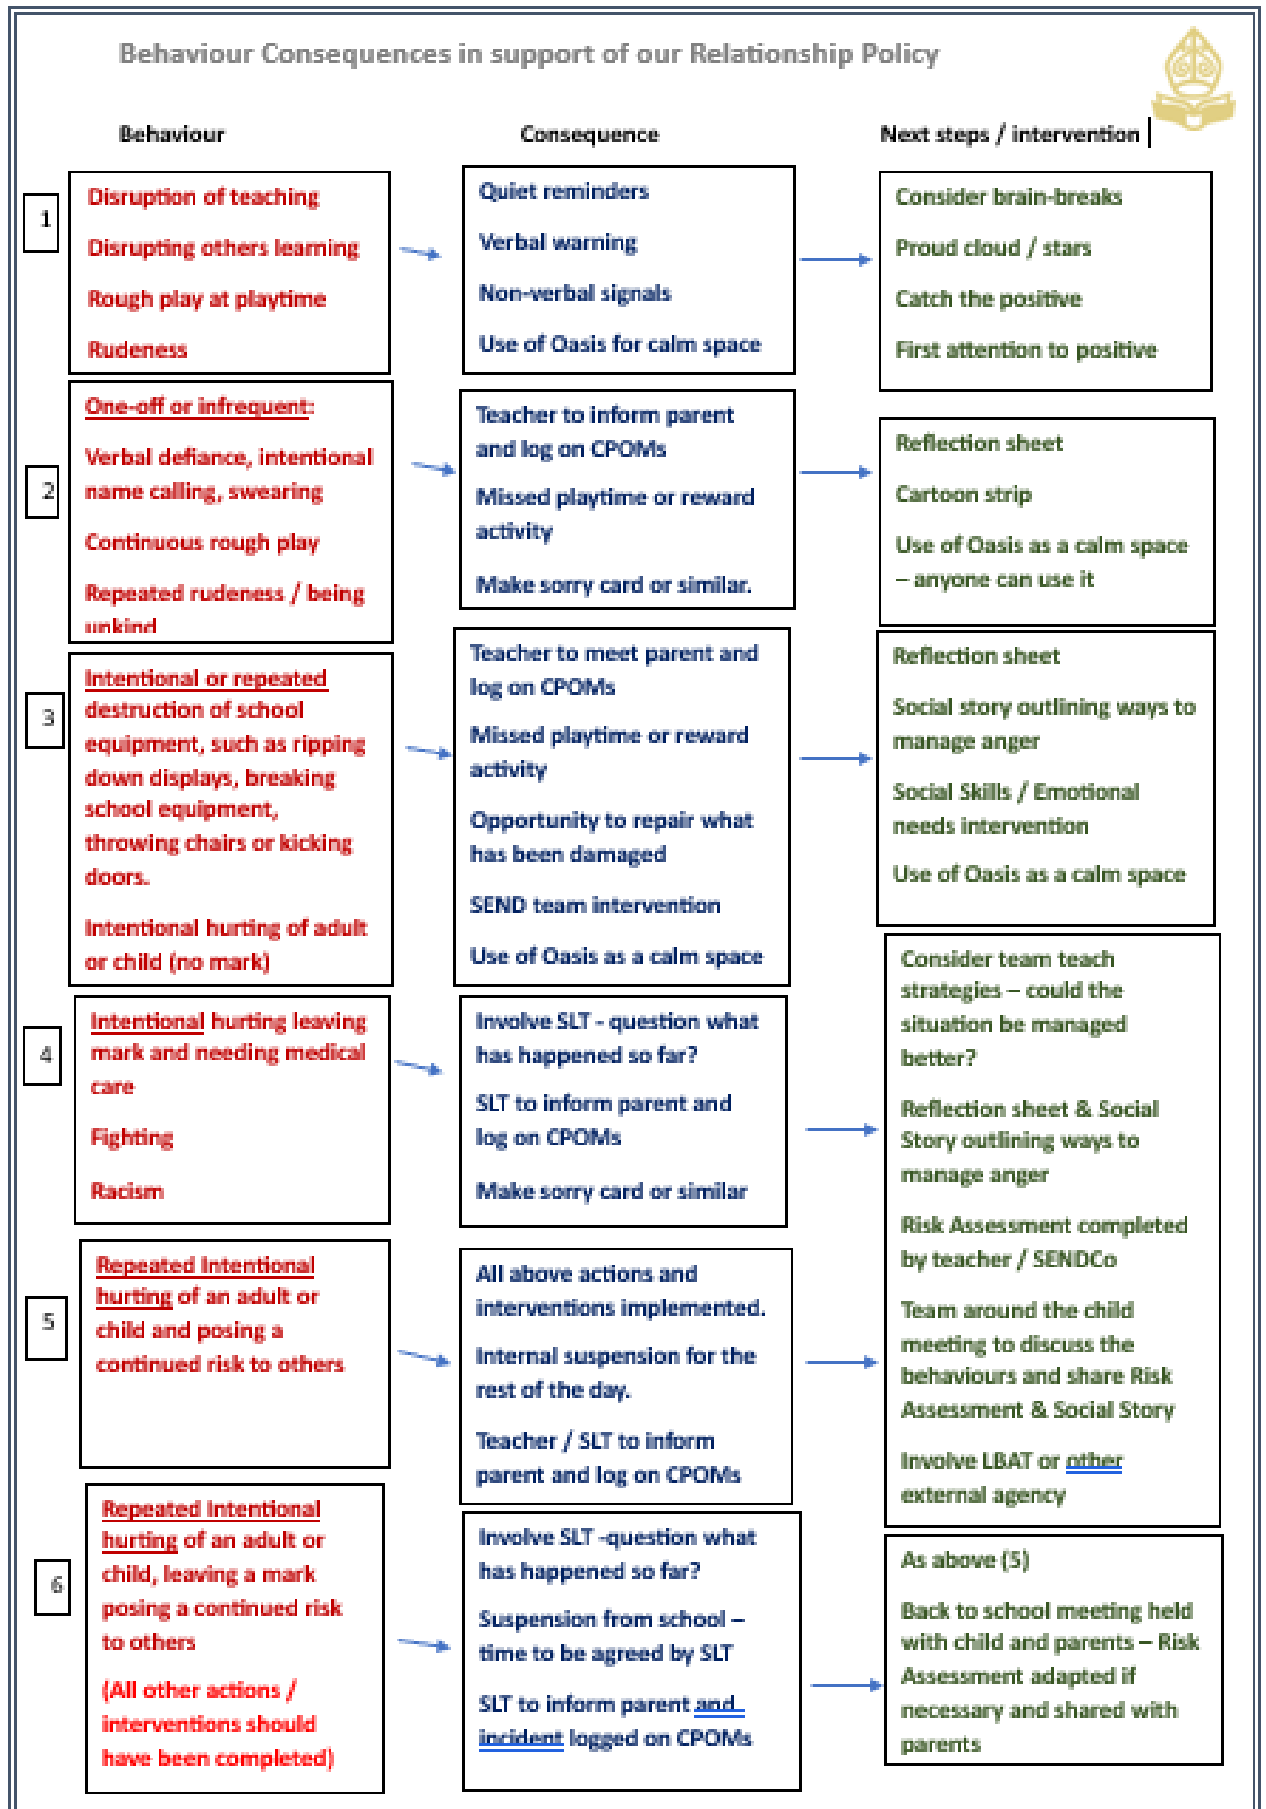 Behaviour Consequences in support of our Relationship Policy
Behaviour
Consequence
Next steps / intervention
1
Disruption of teaching
Disrupting others learning
Rough play at playtime
Rudeness
Quiet reminders
Verbal warning
Non-verbal signals
Use of Oasis for calm space
Consider brain-breaks
Proud cloud / stars
Catch the positive
First attention to positive
2
One-off or infrequent:
Verbal defiance, intentional
name calling, swearing
Continuous rough play
Repeated rudeness / being
unkind
Teacher to inform parent
and log on CPOMs
Missed playtime or reward
activity
Make sorry card or similar.
Reflection sheet
Cartoon strip
Use of Oasis as a calm space
– anyone can use it
3
Intentional or repeated
destruction of school
equipment, such as ripping
down displays, breaking
school equipment,
throwing chairs or kicking
doors.
Intentional hurting of adult
or child (no mark)
Teacher to meet parent and
log on CPOMs
Missed playtime or reward
activity
Opportunity to repair what
has been damaged
SEND team intervention
Use of Oasis as a calm space
Reflection sheet
Social story outlining ways to
manage anger
Social Skills / Emotional
needs intervention
Use of Oasis as a calm space
4
Intentional hurting leaving
mark and needing medical
care
Fighting
Racism
Involve SLT - question what
has happened so far?
SLT to inform parent and
log on CPOMs
Make sorry card or similar
Consider team teach
strategies – could the
situation be managed
better?
Reflection sheet & Social
Story outlining ways to
manage anger
Risk Assessment completed
by teacher / SENDCo
Team around the child
meeting to discuss the
behaviours and share Risk
Assessment & Social Story
Involve LBAT or other
external agency
5
Repeated Intentional
hurting of an adult or
child and posing a
continued risk to others
All above actions and
interventions implemented.
Internal suspension for the
rest of the day.
Teacher / SLT to inform
parent and log on CPOMs
6
Repeated Intentional
hurting of an adult or
child, leaving a mark
posing a continued risk
to others
(All other actions /
interventions should
have been completed)
Involve SLT -question what
has happened so far?
Suspension from school –
time to be agreed by SLT
SLT to inform parent and
incident logged on CPOMs
As above (5)
Back to school meeting held
with child and parents – Risk
Assessment adapted if
necessary and shared with
parents